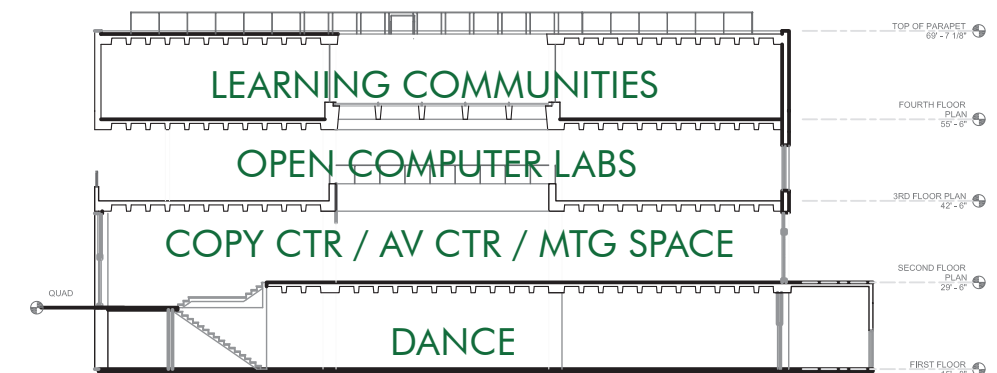 TOP OF PARAPET
69' - 7 1/8"
LEARNING COMMUNITIES
FOURTH FLOOR
PLAN
55' - 6"
OPEN COMPUTER LABS
3RD FLOOR PLAN
42' - 6"
COPY CTR / AV CTR / MTG SPACE
SECOND FLOOR
PLAN
29' - 6"
QUAD
DANCE
FIRST FLOOR